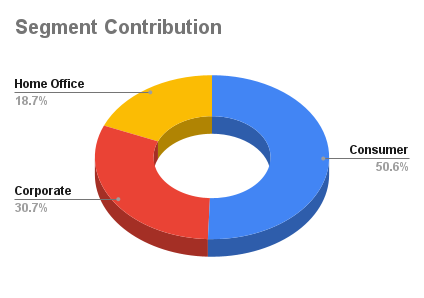 Segment Contribution
Home Office
18.7%
Consumer
50.6%
Corporate
30.7%